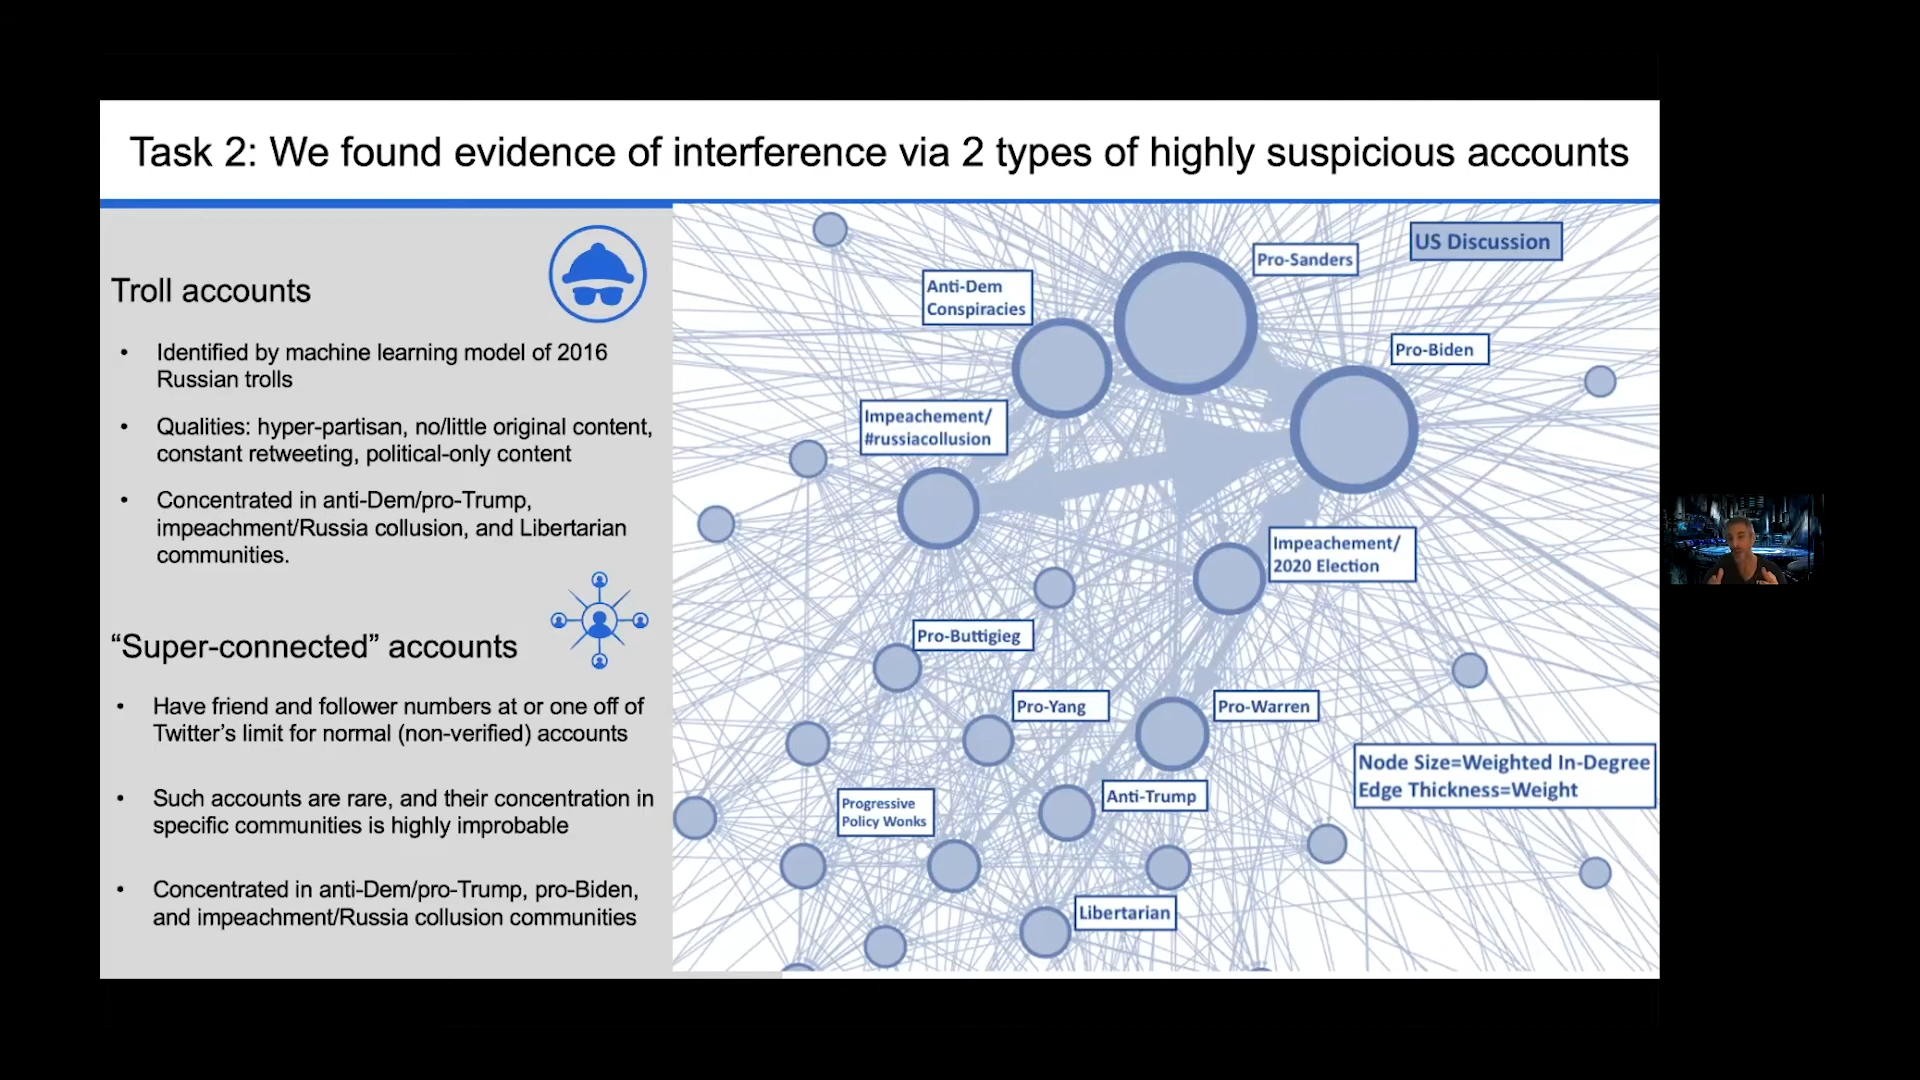 Task 2: We found evidence of interference via 2 types of highly suspicious accounts
Troll accounts
• Identified by machine learning model of 2016
Russian trolls
• Qualities: hyper-partisan, no/little original content,
constant retweeting, political-only content
• Concentrated in anti-Dem/pro-Trump,
impeachment/Russia collusion, and Libertarian
communities.
“Super-connected” accounts
• Have friend and follower numbers at or one off of
Twitter’s limit for normal (non-verified) accounts
• Such accounts are rare, and their concentration in
specific communities is highly improbable
• Concentrated in anti-Dem/pro-Trump, pro-Biden,
and impeachment/Russia collusion communities
US Discussion
Pro-Sanders
Anti-Dem
Conspiracies
Pro-Biden
Impeachement/
#russiacollusion
Impeachement/
2020 Election
Pro-Buttigieg
Pro-Yang
Pro-Warren
Node Size=Weighted In-Degree
Edge Thickness=Weight
Anti-Trump
Progressive
Policy Wonks
Libertarian